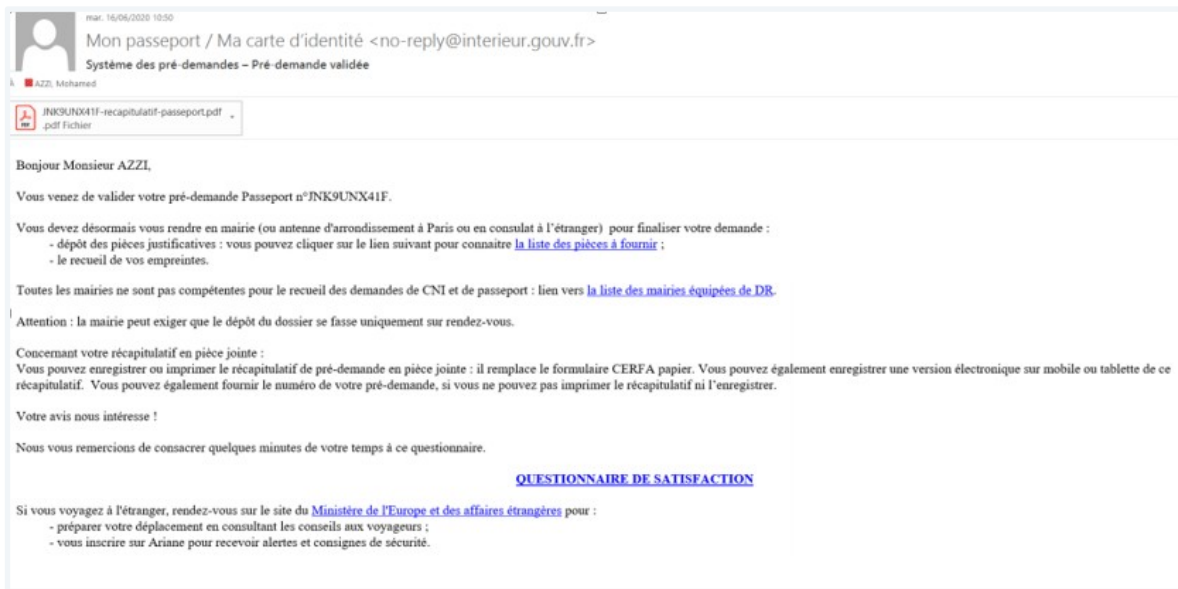 mar. 16/06/2020 10:50
Mon passeport / Ma carte d'identité <no-reply@interieur.gouv.fr>
Système des pré-demandes – Pré-demande validée
AZZI, Mohamed
JNK9UNX41F-recapitulatif-passeport.pdf
.pdf Fichier
Bonjour Monsieur AZZI,
Vous venez de valider votre pré-demande Passeport n°JNK9UNX41F.
Vous devez désormais vous rendre en mairie (ou antenne d'arrondissement à Paris ou en consulat à l'étranger) pour finaliser votre demande :
- dépôt des pièces justificatives : vous pouvez cliquer sur le lien suivant pour connaitre la liste des pièces à fournir ;
- le recueil de vos empreintes.
Toutes les mairies ne sont pas compétentes pour le recueil des demandes de CNI et de passeport : lien vers la liste des mairies équipées de DR.
Attention : la mairie peut exiger que le dépôt du dossier se fasse uniquement sur rendez-vous.
Concernant votre récapitulatif en pièce jointe :
Vous pouvez enregistrer ou imprimer le récapitulatif de pré-demande en pièce jointe : il remplace le formulaire CERFA papier. Vous pouvez également enregistrer une version électronique sur mobile ou tablette de ce
récapitulatif. Vous pouvez également fournir le numéro de votre pré-demande, si vous ne pouvez pas imprimer le récapitulatif ni l'enregistrer.
Votre avis nous intéresse !
Nous vous remercions de consacrer quelques minutes de votre temps à ce questionnaire.
QUESTIONNAIRE DE SATISFACTION
Si vous voyagez à l'étranger, rendez-vous sur le site du Ministère de l'Europe et des affaires étrangères pour :
- préparer votre déplacement en consultant les conseils aux voyageurs ;
- vous inscrire sur Ariane pour recevoir alertes et consignes de sécurité.